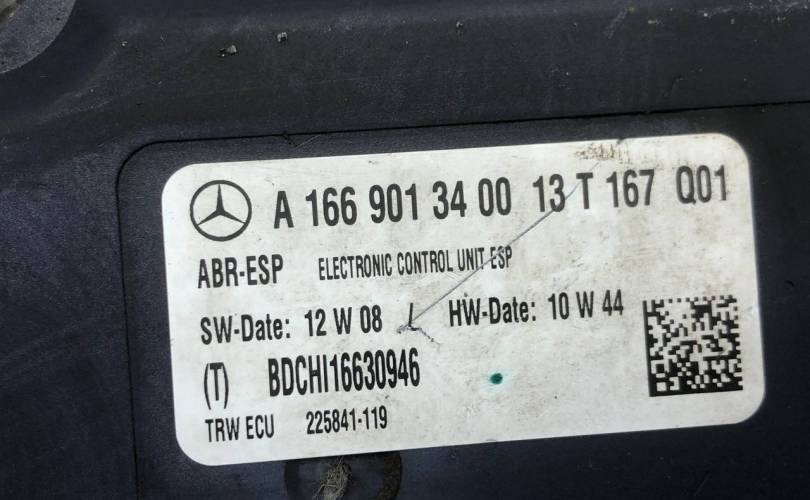 A 166 901 34 00 13 T 167 Q01
ABR-ESP ELECTRONIC CONTROL UNIT ESP
SW-Date: 12 W 08 / HW-Date: 10 W 44
(T) BDCHI16630946
TRW ECU 225841-119